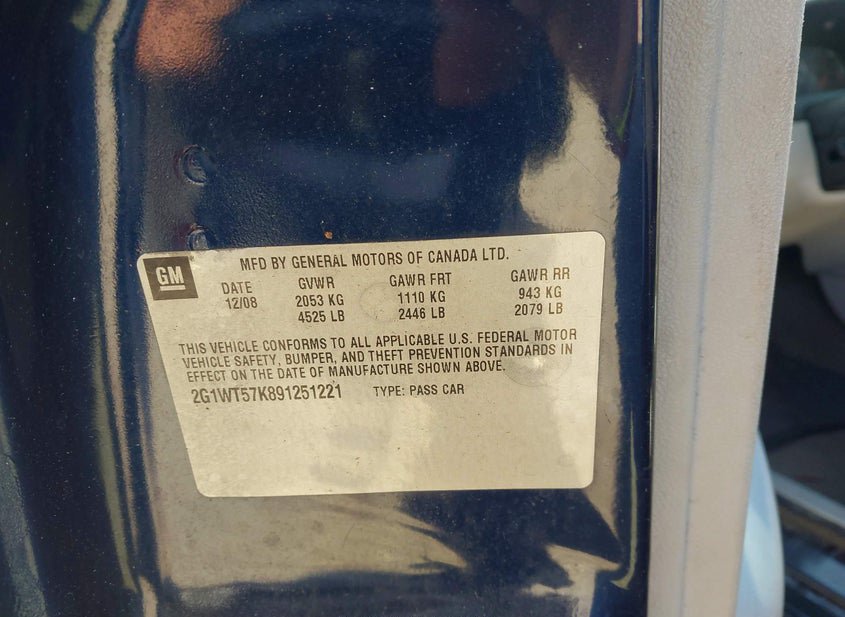 GM
MFD BY GENERAL MOTORS OF CANADA LTD.
DATE GVWR GAWR FRT GAWR RR
12/08 2053 KG 1110 KG 943 KG
4525 LB 2446 LB 2079 LB
THIS VEHICLE CONFORMS TO ALL APPLICABLE U.S. FEDERAL MOTOR
VEHICLE SAFETY, BUMPER, AND THEFT PREVENTION STANDARDS IN
EFFECT ON THE DATE OF MANUFACTURE SHOWN ABOVE.
2G1WT57K891251221 TYPE: PASS CAR